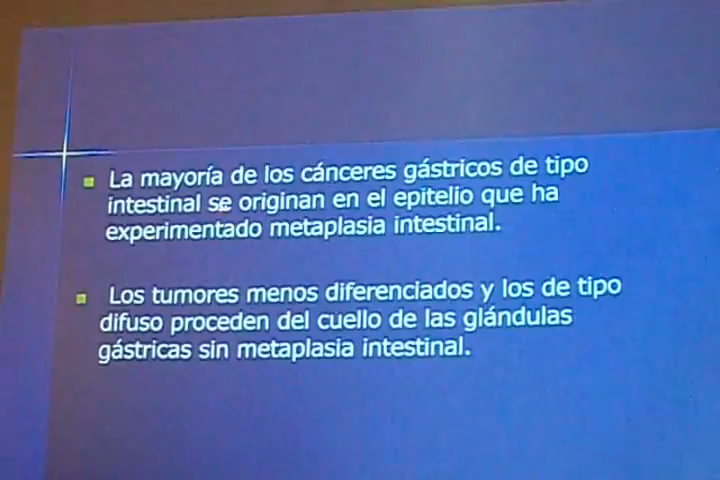 La mayoría de los cánceres gástricos de tipo
intestinal se originan en el epitelio que ha
experimentado metaplasia intestinal.
Los tumores menos diferenciados y los de tipo
difuso proceden del cuello de las glándulas
gástricas sin metaplasia intestinal.